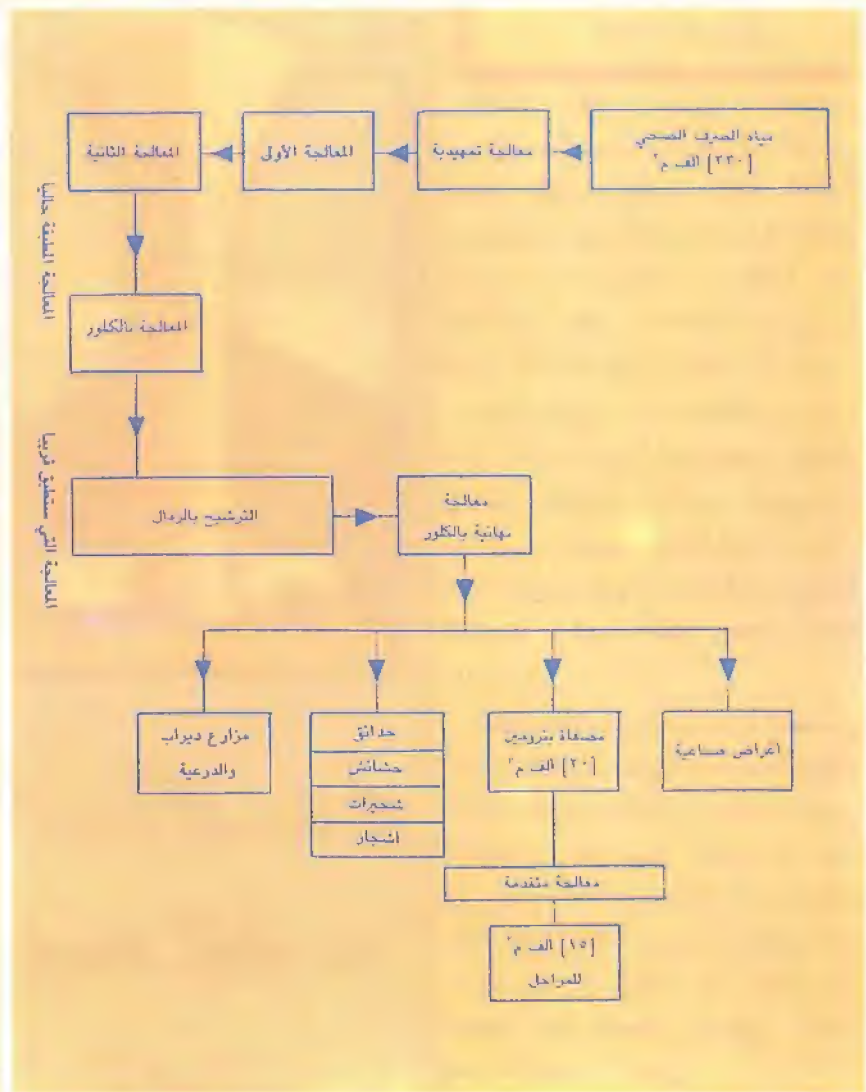 مياه الصرف الصحي
[٢٣٠] ألف م٣
معالجة تمهيدية
المعالجة الأولى
المعالجة الثانية
المعالجة المطبقة حاليا
المعالجة بالكلور
المعالجة التي ستطبق قريبا
الترشيح بالرمال
معالجة
نهائية بالكلور
أغراض صناعية
مصفاة بترومين
[٢٠] ألف م٣
حدائق
حشائش
شجيرات
أشجار
مزارع ديراب
والدرعية
معالجة متقدمة
[١٥] ألف م٣
للمراحل